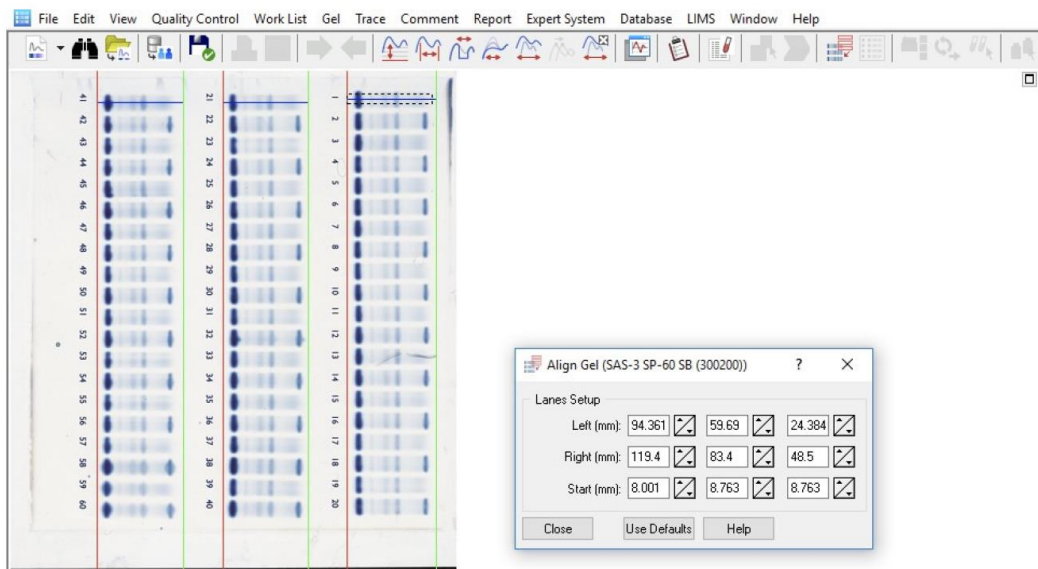 File Edit View Quality Control Work List Gel Trace Comment Report Expert System Database LIMS Window Help
41 21 1
42 22 2
43 23 3
44 24 4
45 25 5
46 26 6
47 27 7
48 28 8
49 29 9
50 30 10
51 31 11
52 32 12
53 33 13
54 34 14
55 35 15
56 36 16
57 37 17
58 38 18
59 39 19
60 40 20
Align Gel (SAS-3 SP-60 SB (300200)) ?
Lanes Setup
Left (mm): 94.361 59.69 24.384
Right (mm): 119.4 83.4 48.5
Start (mm): 8.001 8.763 8.763
Close Use Defaults Help